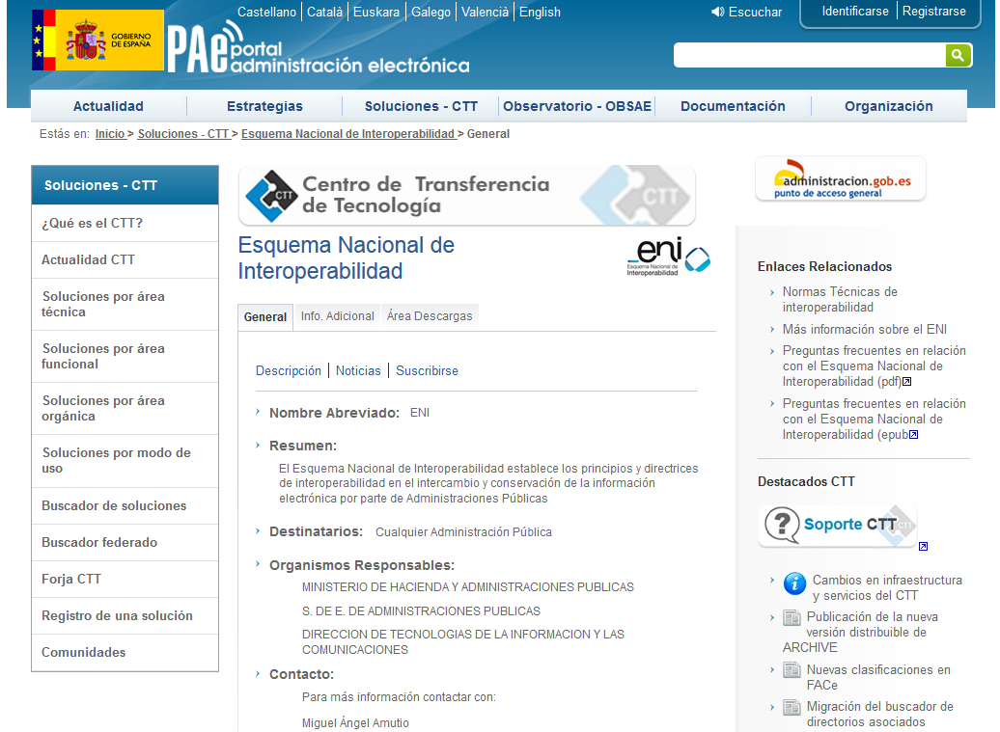 Castellano | Català | Euskara | Galego | Valencià | English
Escuchar
Identificarse | Registrarse
GOBIERNO
DE ESPAÑA
PAe portal
administración electrónica
Actualidad
Estrategias
Soluciones - CTT
Observatorio - OBSAE
Documentación
Organización
Estás en: Inicio > Soluciones - CTT > Esquema Nacional de Interoperabilidad > General
Soluciones - CTT
¿Qué es el CTT?
Actualidad CTT
Soluciones por área
técnica
Soluciones por área
funcional
Soluciones por área
orgánica
Soluciones por modo de
uso
Buscador de soluciones
Buscador federado
Forja CTT
Registro de una solución
Comunidades
CTT
Centro de Transferencia
de Tecnología
CTT
Esquema Nacional de
Interoperabilidad
_eni
Esquema Nacional de
Interoperabilidad
General
Info. Adicional
Área Descargas
Descripción | Noticias | Suscribirse
Nombre Abreviado: ENI
Resumen:
El Esquema Nacional de Interoperabilidad establece los principios y directrices
de interoperabilidad en el intercambio y conservación de la información
electrónica por parte de Administraciones Públicas
Destinatarios: Cualquier Administración Pública
Organismos Responsables:
MINISTERIO DE HACIENDA Y ADMINISTRACIONES PUBLICAS
S. DE E. DE ADMINISTRACIONES PUBLICAS
DIRECCION DE TECNOLOGIAS DE LA INFORMACION Y LAS
COMUNICACIONES
Contacto:
Para más información contactar con:
Miguel Ángel Amutio
administracion.gob.es
punto de acceso general
Enlaces Relacionados
Normas Técnicas de
interoperabilidad
Más información sobre el ENI
Preguntas frecuentes en relación
con el Esquema Nacional de
Interoperabilidad (pdf)
Preguntas frecuentes en relación
con el Esquema Nacional de
Interoperabilidad (epub
Destacados CTT
? Soporte CTT
CTT
Cambios en infraestructura
y servicios del CTT
Publicación de la nueva
versión distribuible de
ARCHIVE
Nuevas clasificaciones en
FACe
Migración del buscador de
directorios asociados